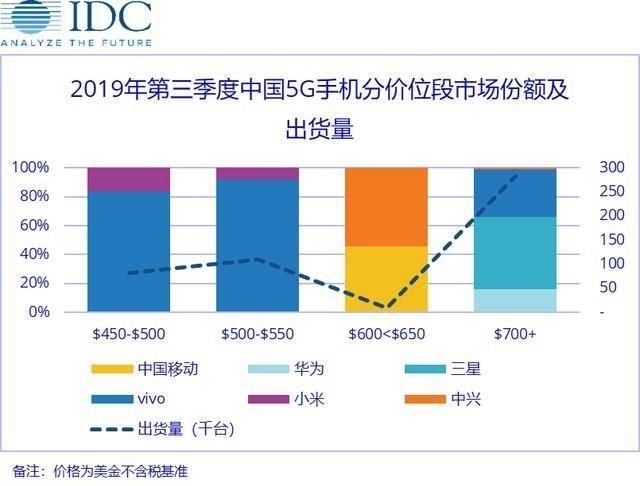 IDC
ANALYZE THE FUTURE
2019年第三季度中国5G手机分价位段市场份额及
出货量
100% 300
80% 250
60% 200
40% 150
20% 100
0% 50
-
$450-$500 $500-$550 $600<$650 $700+
中国移动 华为 三星
vivo 小米 中兴
出货量（千台）
备注：价格为美金不含税基准